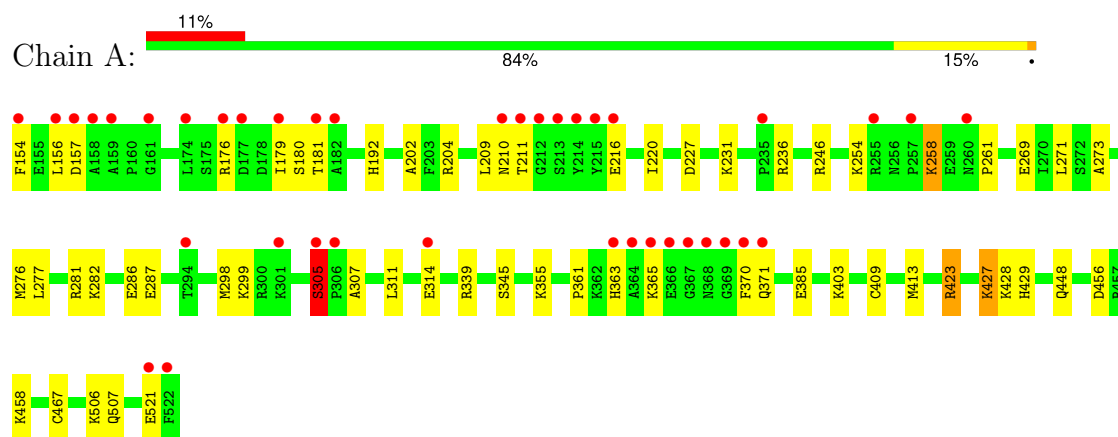 11%
Chain A:
84% 15% •
F154 E155 L156 D157 A158 A159 P160 G161 L174 S175 R176 D177 D178 I179 S180 T181 A182 H192 A202 F203 R204 L209 N210 T211 G212 S213 Y214 Y215 E216 I220 D227 K231 P235 R236 R246 K254 R255 N256 P257 K258 E259 N260 P261 E269 I270 L271 S272 A273
M276 L277 R281 K282 E286 E287 T294 M298 K299 R300 K301 S305 P306 A307 L311 E314 R339 S345 K355 P361 K362 H363 A364 K365 E366 G367 N368 G369 F370 Q371 E385 K403 C409 M413 R423 K427 K428 H429 Q448 D456 P457
K458 C467 K506 Q507 E521 F522